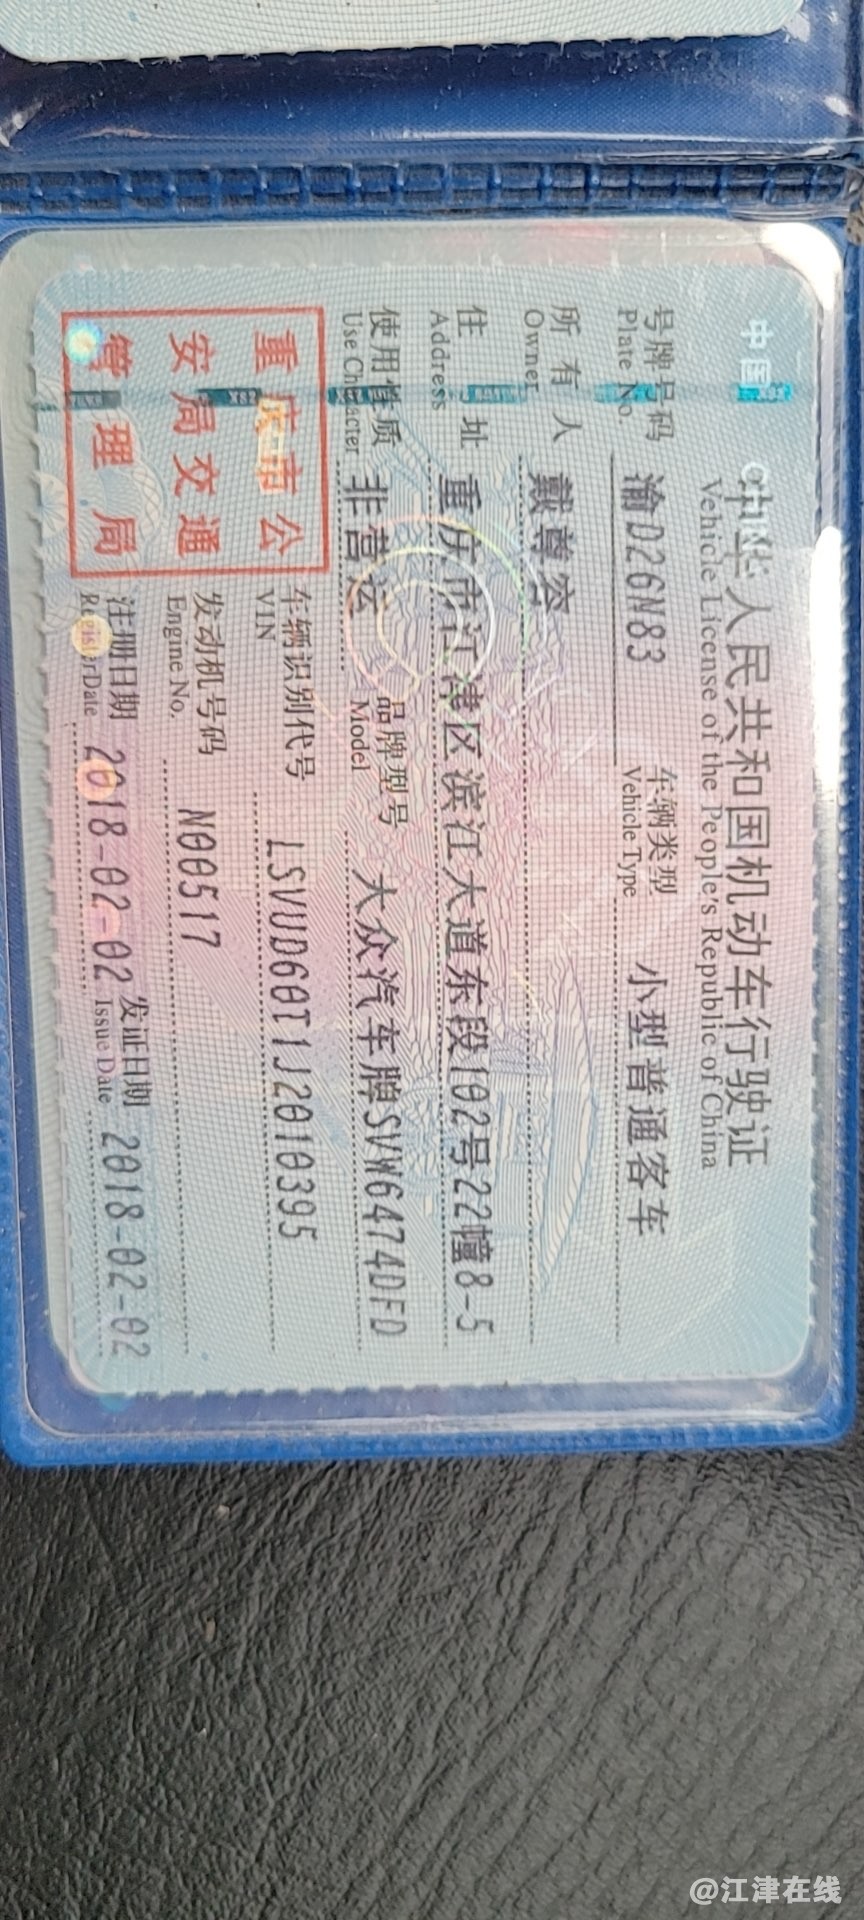 中华人民共和国机动车行驶证
Vehicle License of the People's Republic of China
号牌号码 渝D26N83 车辆类型 小型普通客车
Plate No. Vehicle Type
所有人 戴尊容
Owner
住址 重庆市江津区滨江大道东段102号22幢8-5
Address
使用性质 非营运 品牌型号 大众汽车牌SVW6474DFD
Use Character Model
重庆市公
安局交通
管理局
车辆识别代号 LSVUD60T1J2010395
VIN
发动机号码 N00517
Engine No.
注册日期 2018-02-02 发证日期 2018-02-02
Register Date Issue Date
@江津在线